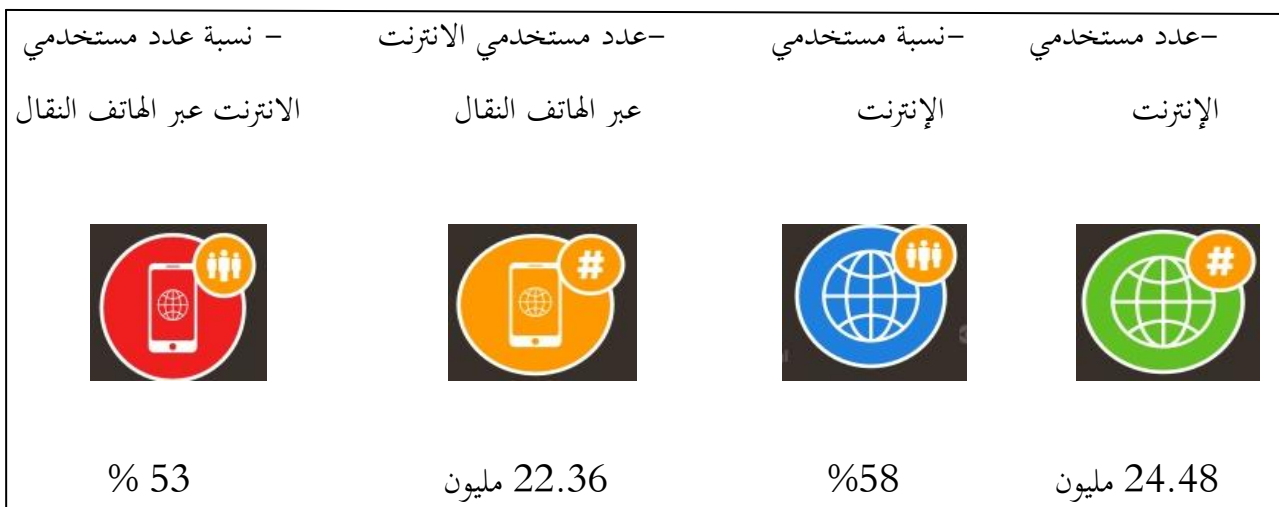 -عدد مستخدمي
الإنترنت
24.48 مليون
-نسبة مستخدمي
الإنترنت
58%
-عدد مستخدمي الانترنت
عبر الهاتف النقال
22.36 مليون
- نسبة عدد مستخدمي
الانترنت عبر الهاتف النقال
53 %